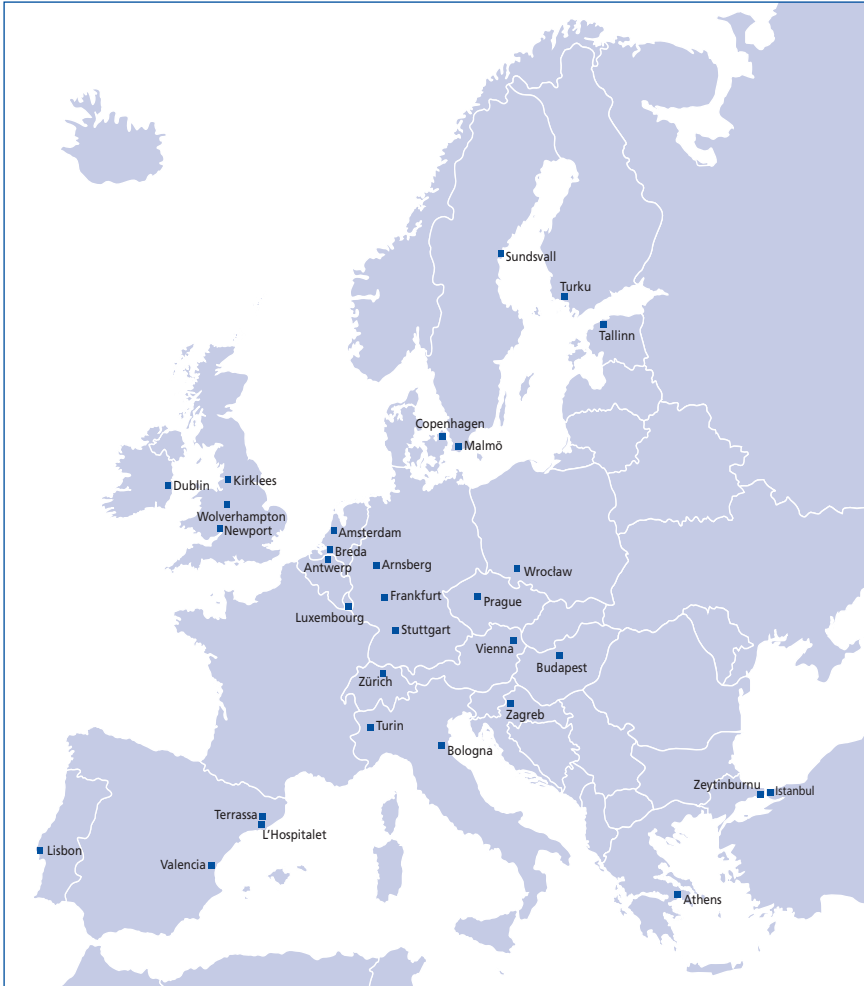 Sundsvall
Turku
Tallinn
Copenhagen
Malmö
Kirklees
Dublin
Wolverhampton
Newport
Amsterdam
Breda
Antwerp
Arnsberg
Wrocław
Frankfurt
Prague
Luxembourg
Stuttgart
Vienna
Budapest
Zürich
Zagreb
Turin
Bologna
Zeytinburnu
Istanbul
Terrassa
L’Hospitalet
Lisbon
Valencia
Athens